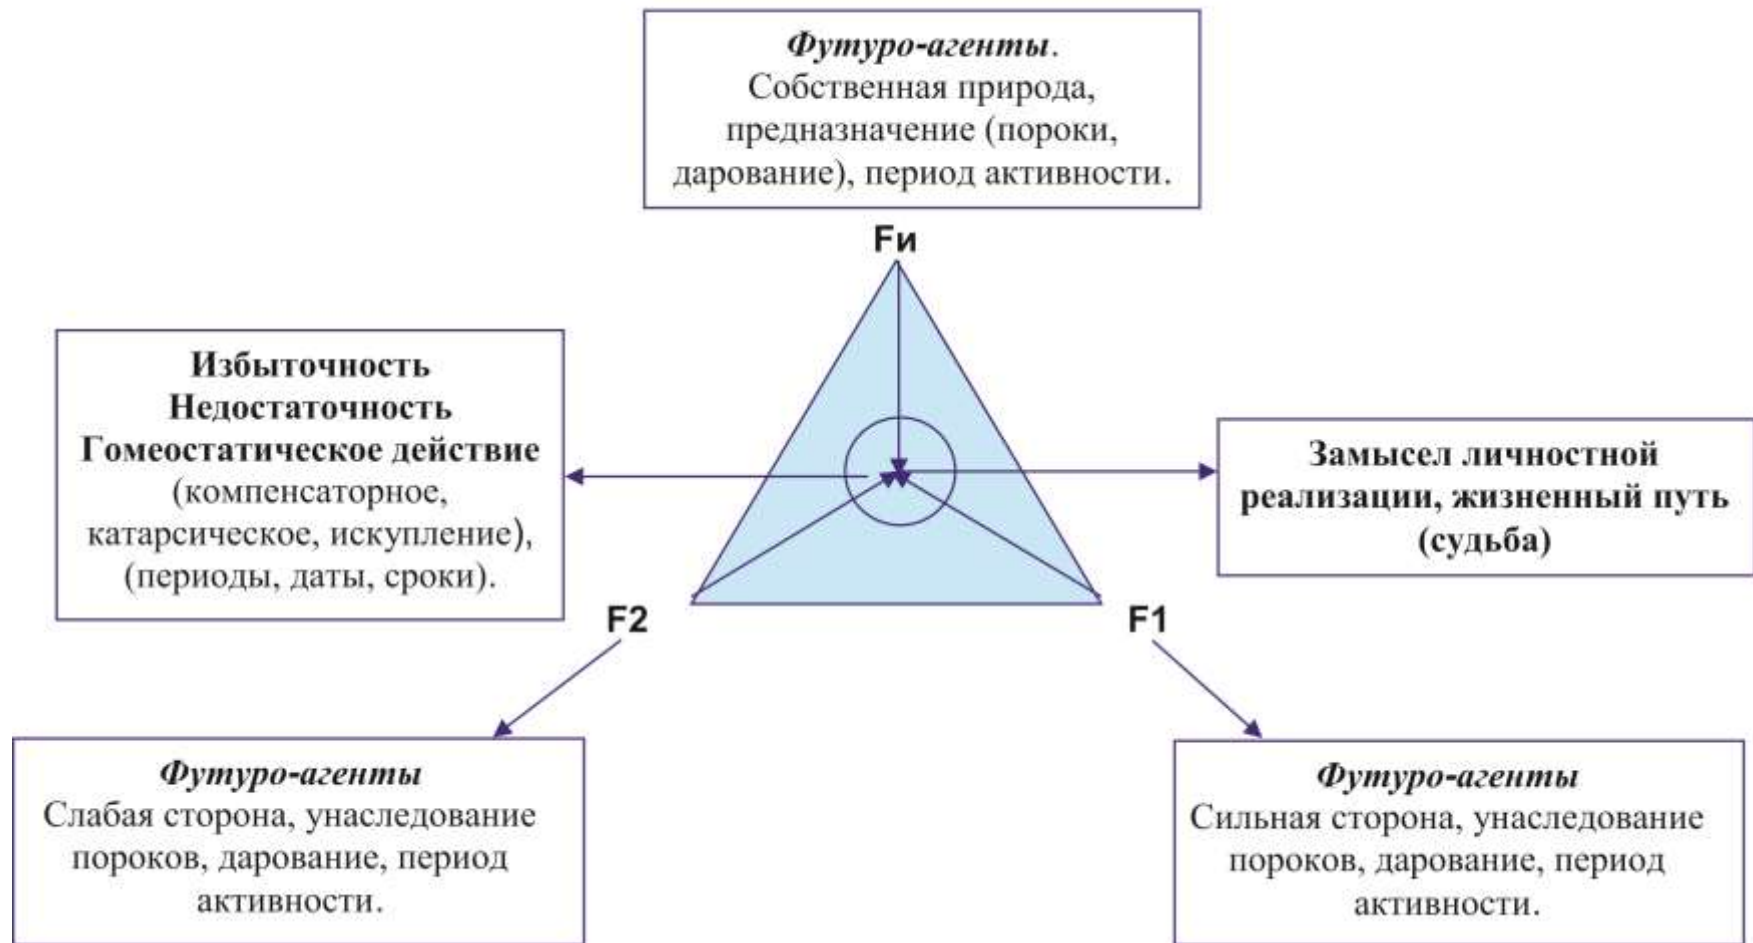 Футуро-агенты.
Собственная природа,
предназначение (пороки,
дарование), период активности.
Fи
Избыточность
Недостаточность
Гомеостатическое действие
(компенсаторное,
катарсическое, искупление),
(периоды, даты, сроки).
Замысел личностной
реализации, жизненный путь
(судьба)
F2
F1
Футуро-агенты
Слабая сторона, унаследование
пороков, дарование, период
активности.
Футуро-агенты
Сильная сторона, унаследование
пороков, дарование, период
активности.